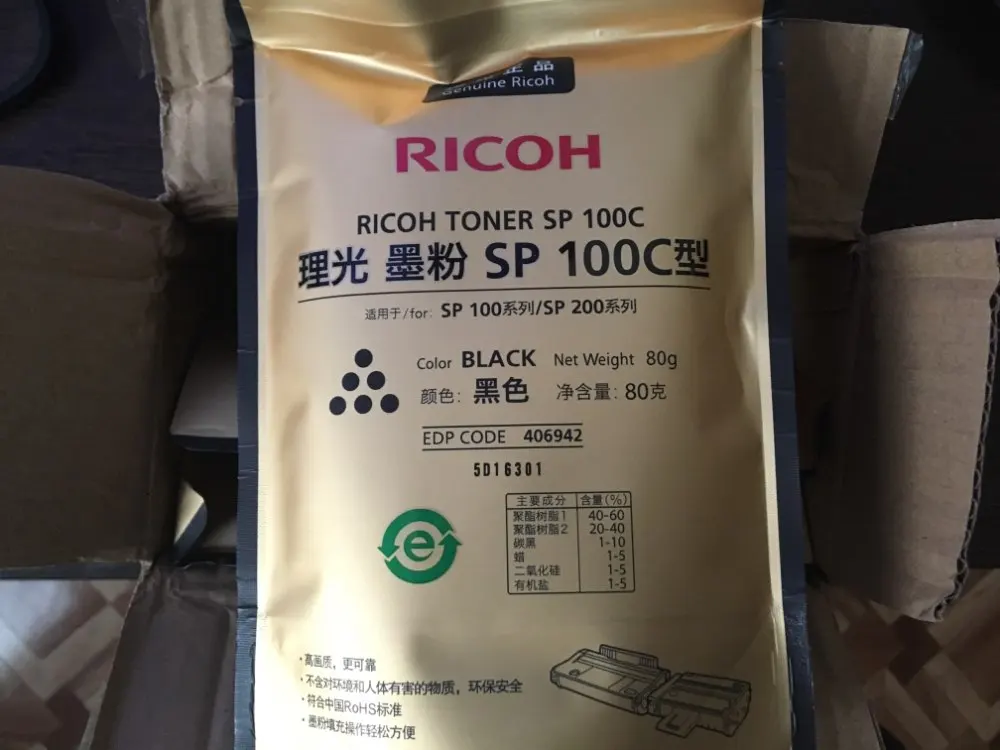 正品
Genuine Ricoh
RICOH
RICOH TONER SP 100C
理光 墨粉 SP 100C型
适用于/for: SP 100系列/SP 200系列
Color BLACK Net Weight 80g
颜色: 黑色 净含量: 80克
EDP CODE 406942
5D16301
主要成分 含量(%)
聚酯树脂1 40-60
聚酯树脂2 20-40
碳黑 1-10
蜡 1-5
二氧化硅 1-5
有机盐 1-5
e
·高画质，更可靠
·不含对环境和人体有害的物质，环保安全
·符合中国RoHS标准
·墨粉填充操作轻松方便